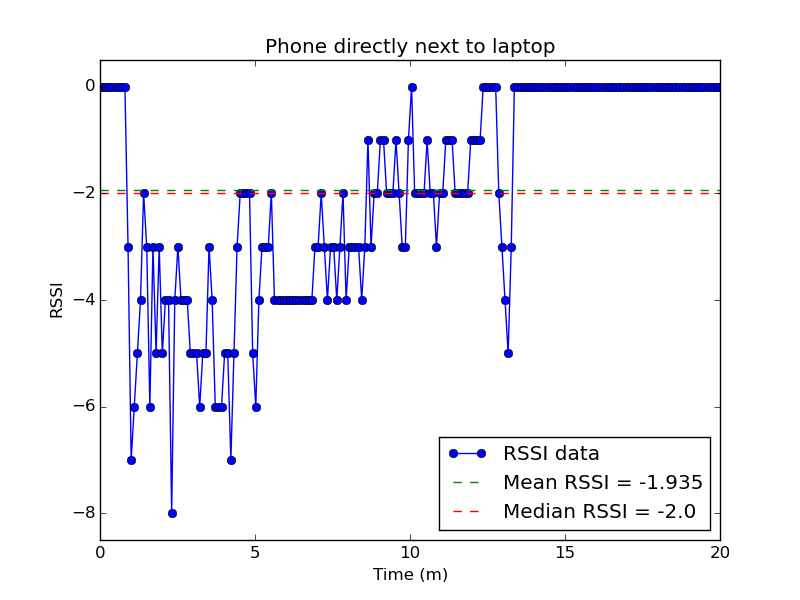 Phone directly next to laptop
0
−2
−4
−6
−8
RSSI
RSSI data
Mean RSSI = -1.935
Median RSSI = -2.0
0 5 10 15 20
Time (m)